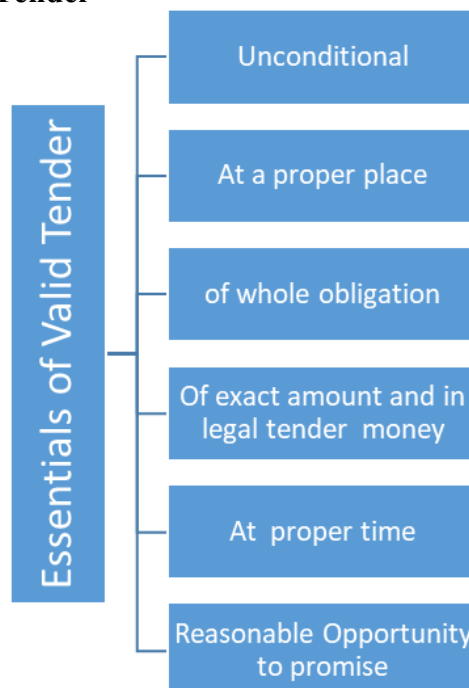 Tender
Essentials of Valid Tender
Unconditional
At a proper place
of whole obligation
Of exact amount and in
legal tender money
At proper time
Reasonable Opportunity
to promise